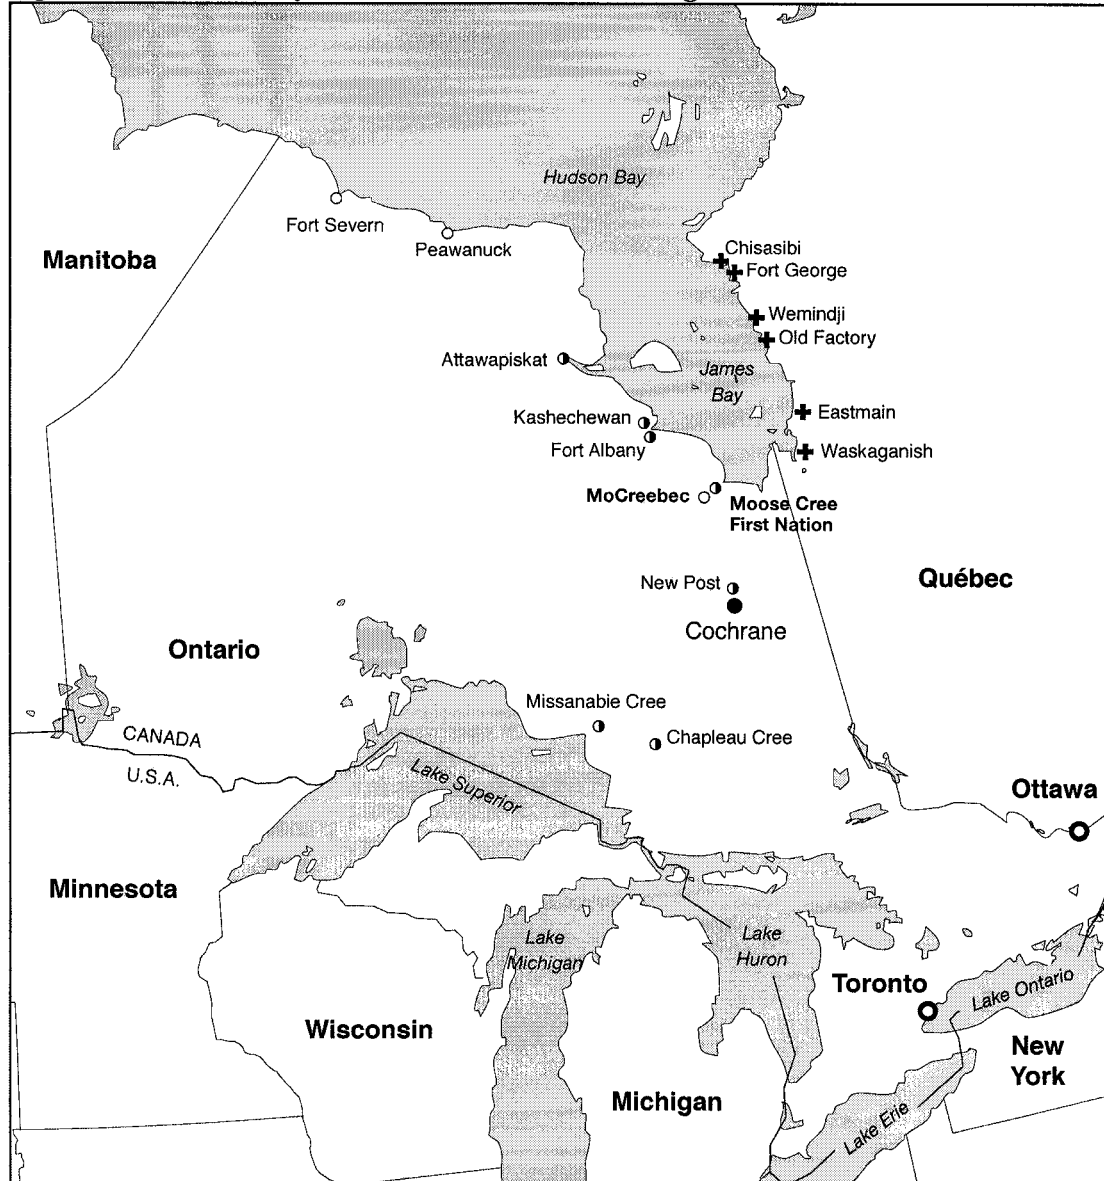 Hudson Bay
Fort Severn
Peawanuck
Manitoba
Chisasibi
Fort George
Wemindji
Old Factory
Attawapiskat
James
Bay
Kashechewan
Eastmain
Fort Albany
Waskaganish
MoCreebec
Moose Cree
First Nation
New Post
Québec
Cochrane
Ontario
Missanabie Cree
Chapleau Cree
CANADA
U.S.A.
Lake Superior
Ottawa
Minnesota
Lake
Michigan
Lake
Huron
Toronto
Lake Ontario
Wisconsin
New
York
Michigan
Lake Erie